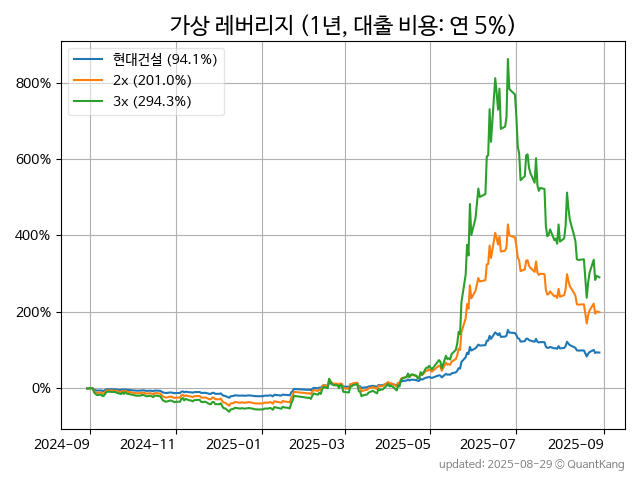 가상 레버리지 (1년, 대출 비용: 연 5%)
현대건설 (94.1%)
2x (201.0%)
3x (294.3%)
800%
600%
400%
200%
0%
2024-09 2024-11 2025-01 2025-03 2025-05 2025-07 2025-09
updated: 2025-08-29 © QuantKang